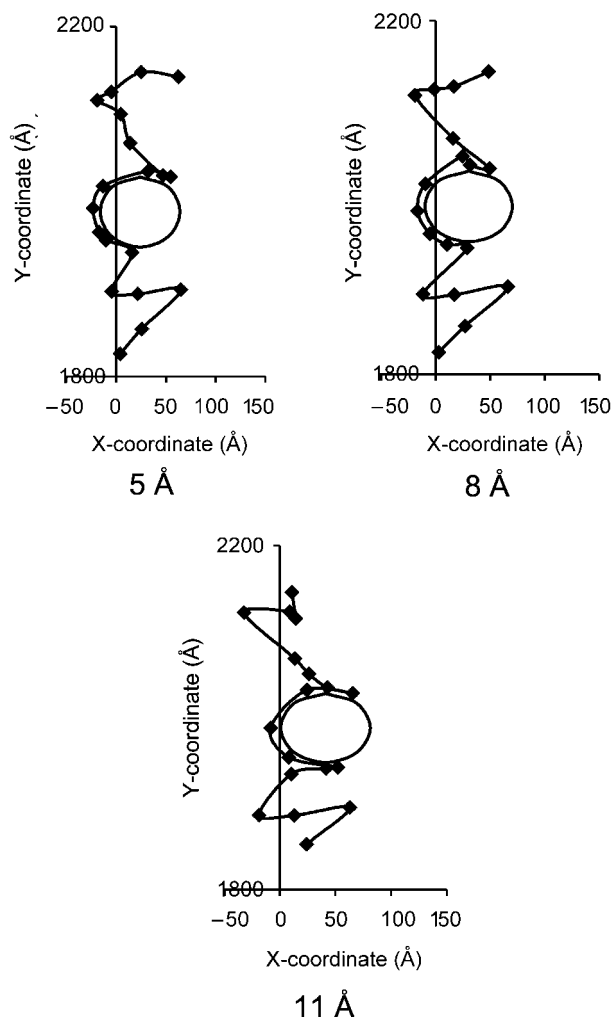 2200
Y-coordinate (Å)
1800
–50 0 50 100 150
X-coordinate (Å)
5 Å
2200
Y-coordinate (Å)
1800
–50 0 50 100 150
X-coordinate (Å)
8 Å
2200
Y-coordinate (Å)
1800
–50 0 50 100 150
X-coordinate (Å)
11 Å